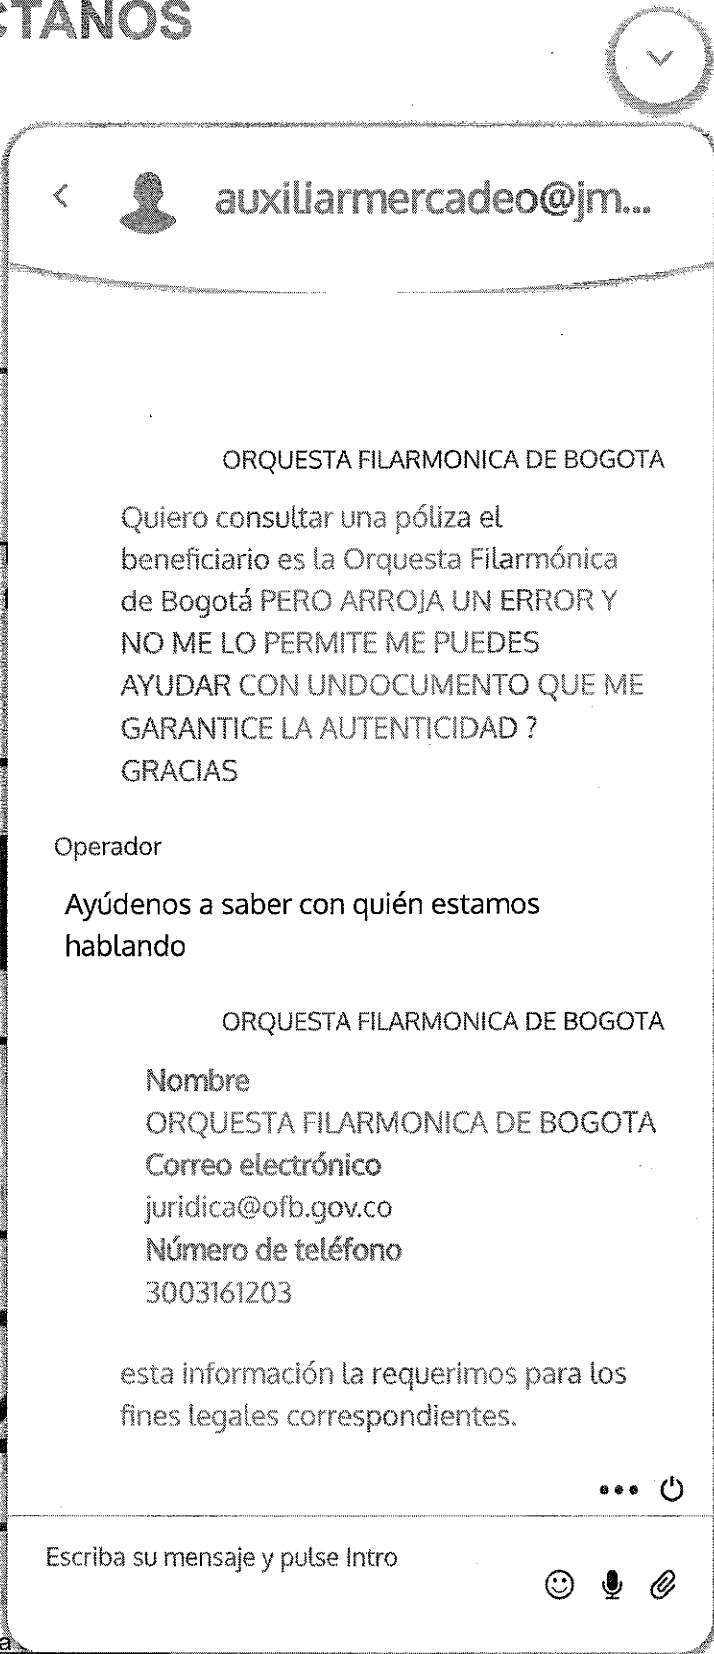 CTANOS
auxiliarmercadeo@jm...
ORQUESTA FILARMONICA DE BOGOTA
Quiero consultar una póliza el
beneficiario es la Orquesta Filarmónica
de Bogotá PERO ARROJA UN ERROR Y
NO ME LO PERMITE ME PUEDES
AYUDAR CON UNDOCUMENTO QUE ME
GARANTICE LA AUTENTICIDAD ?
GRACIAS
Operador
Ayúdenos a saber con quién estamos
hablando
ORQUESTA FILARMONICA DE BOGOTA
Nombre
ORQUESTA FILARMONICA DE BOGOTA
Correo electrónico
juridica@ofb.gov.co
Número de teléfono
3003161203
esta información la requerimos para los
fines legales correspondientes.
Escriba su mensaje y pulse Intro